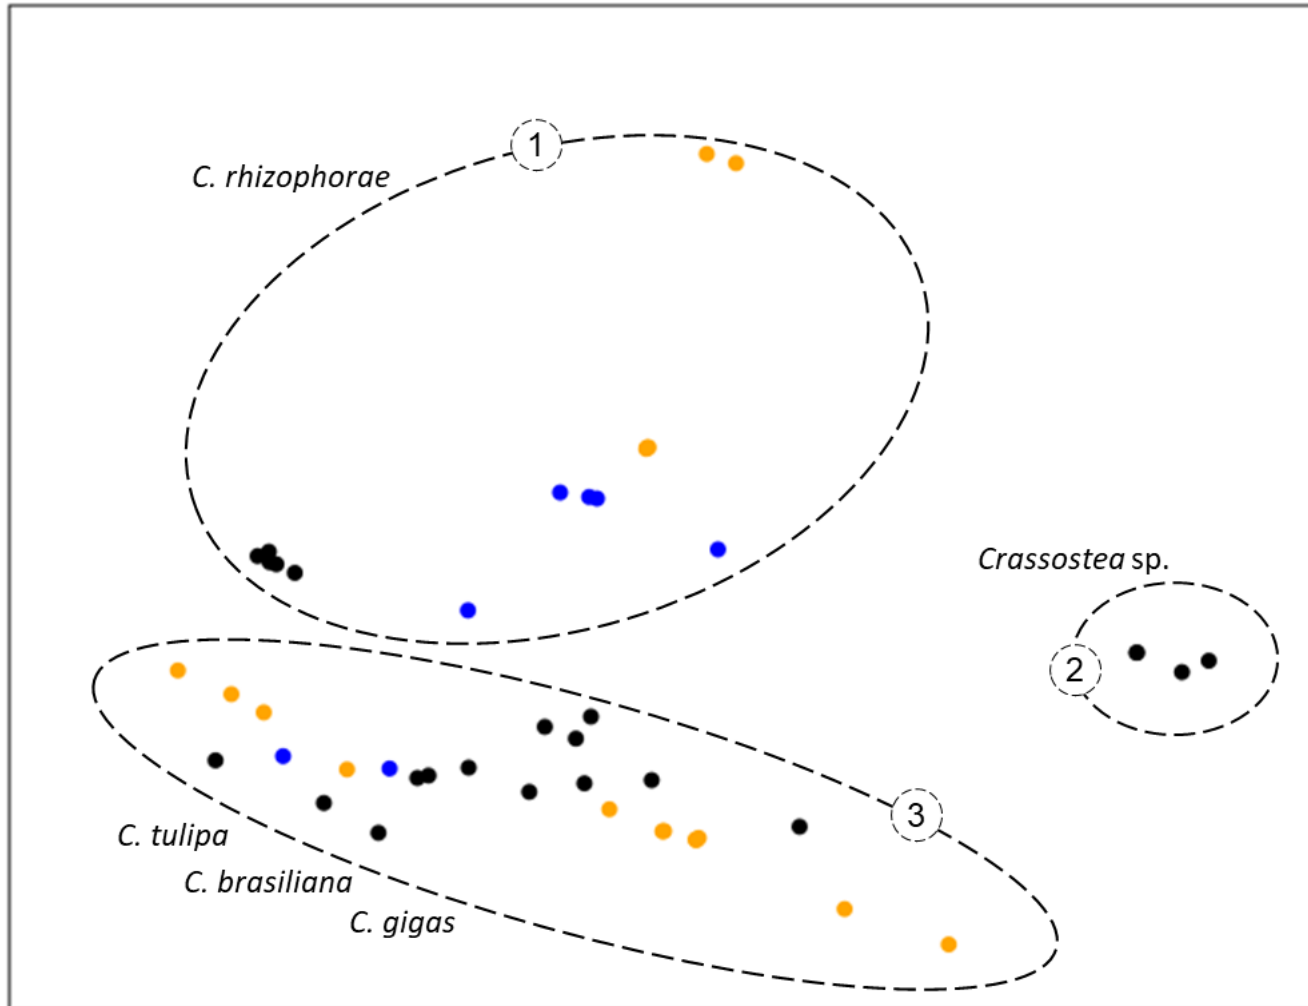 1
C. rhizophorae
Crassostea sp.
2
3
C. tulipa
C. brasiliana
C. gigas